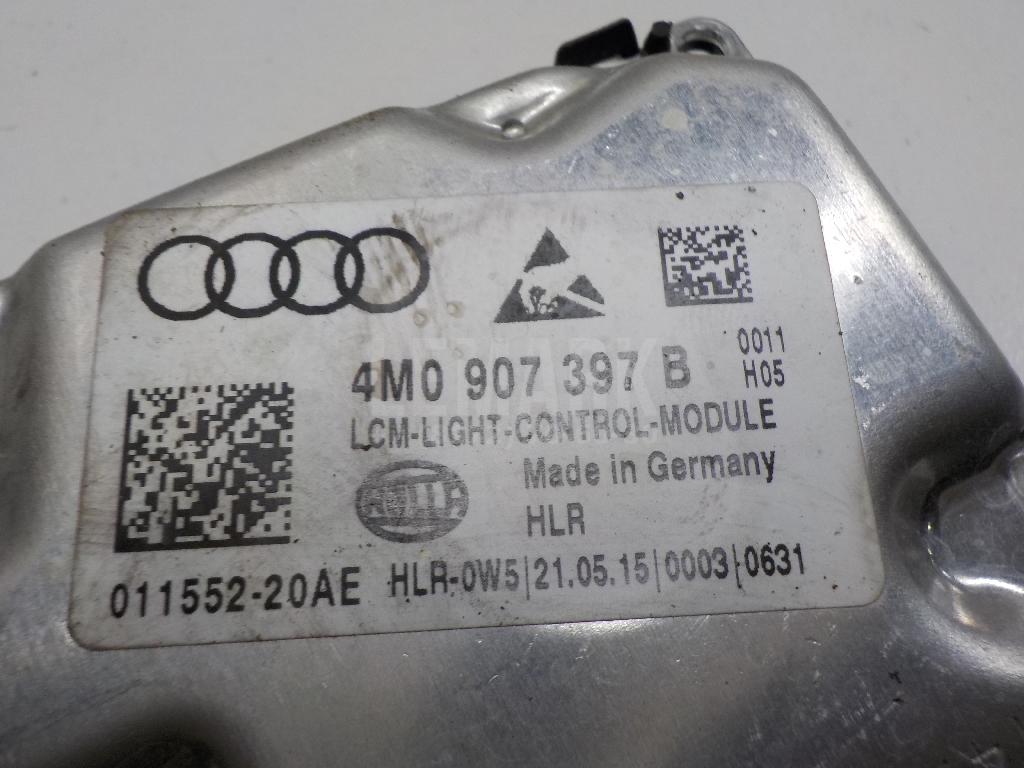 4M0 907 397 B
0011
H05
LCM-LIGHT-CONTROL-MODULE
Made in Germany
HELLA
HLR
011552-20AE HLR-0W5|21.05.15|0003|0631
LEMARK